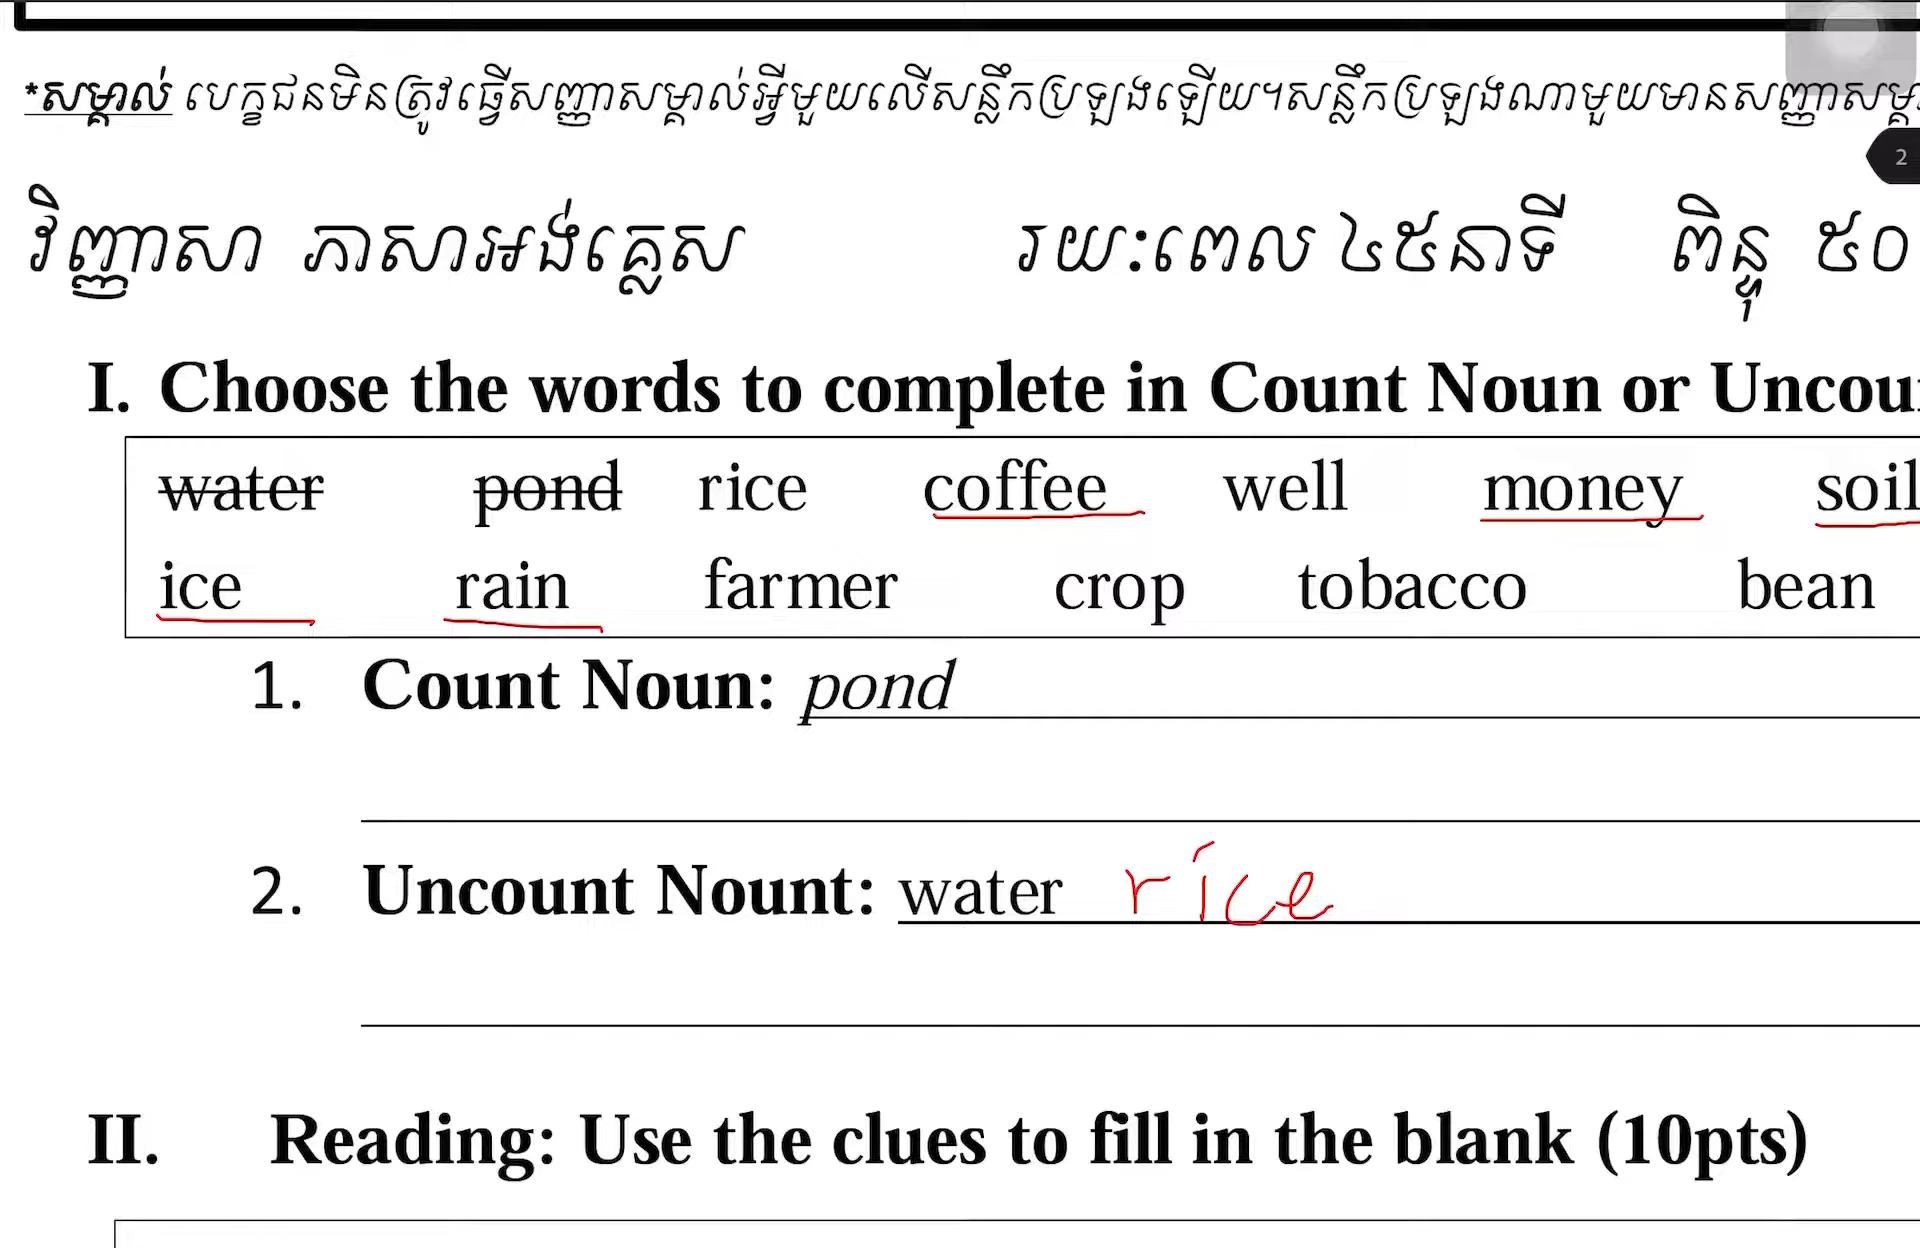 *សម្គាល់ បេក្ខជនមិនត្រូវធ្វើសញ្ញាសម្គាល់អ្វីមួយលើសន្លឹកប្រឡងឡើយ។សន្លឹកប្រឡងណាមួយមានសញ្ញាសម្គា
2
វិញ្ញាសា ភាសាអង់គ្លេស រយៈពេល ៤៥នាទី ពិន្ទុ ៥០
I. Choose the words to complete in Count Noun or Uncou
water pond rice coffee well money soil
ice rain farmer crop tobacco bean
1. Count Noun: pond
2. Uncount Nount: water rice
II. Reading: Use the clues to fill in the blank (10pts)